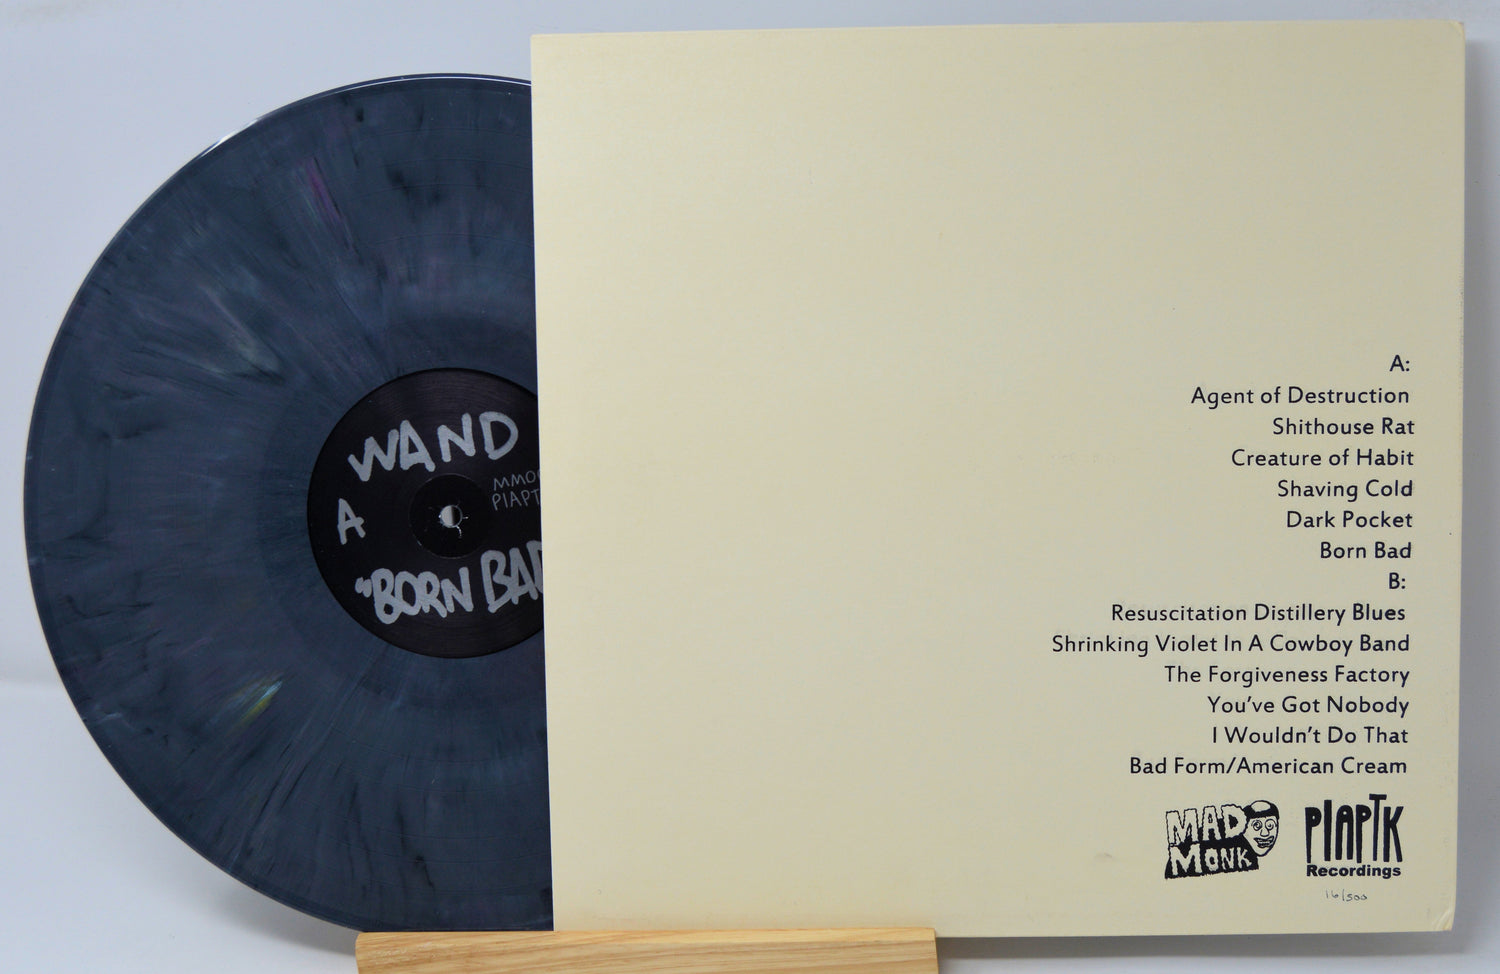 WAND
A
"BORN BAD
A:
Agent of Destruction
Shithouse Rat
Creature of Habit
Shaving Cold
Dark Pocket
Born Bad
B:
Resuscitation Distillery Blues
Shrinking Violet In A Cowboy Band
The Forgiveness Factory
You've Got Nobody
I Wouldn't Do That
Bad Form/American Cream
MAD
MONK
PIAPTK
Recordings
16/500